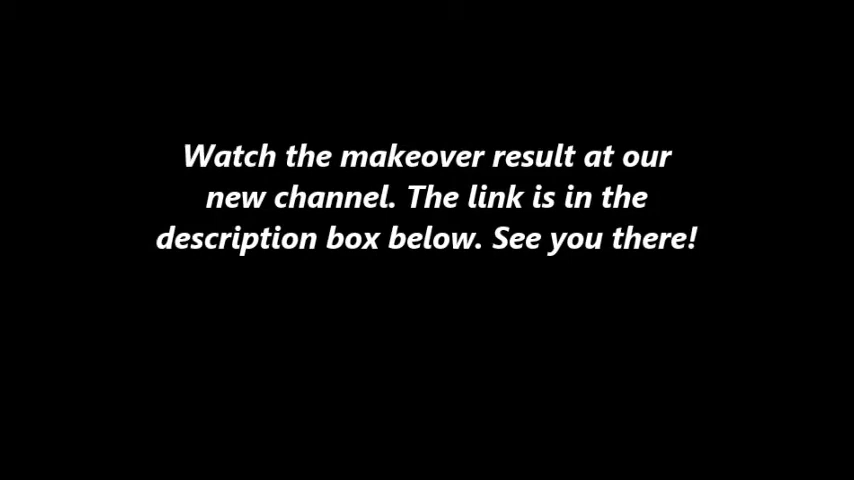 Watch the makeover result at our
new channel. The link is in the
description box below. See you there!